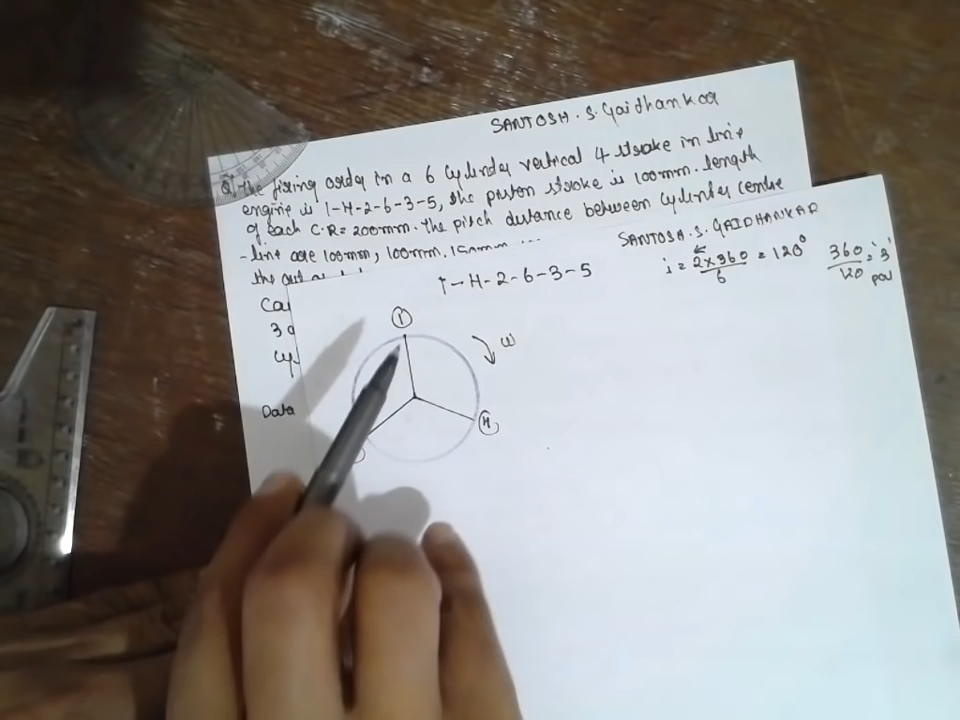 SANTOSH.S.Gaidhankar
Q) The firing order in a 6 Cylinder vertical 4 stroke in line
engine is 1-4-2-6-3-5, the piston stroke is 100mm. length
of each C.R = 200mm. the pitch distance between cylinder centre
-line are 100mm, 100mm, 150mm ...
the
Data
SANTOSH.S.GAIDHANKAR
1-4-2-6-3-5
i = 2x360/6 = 120°
360/120 = '3'
①
ω
④